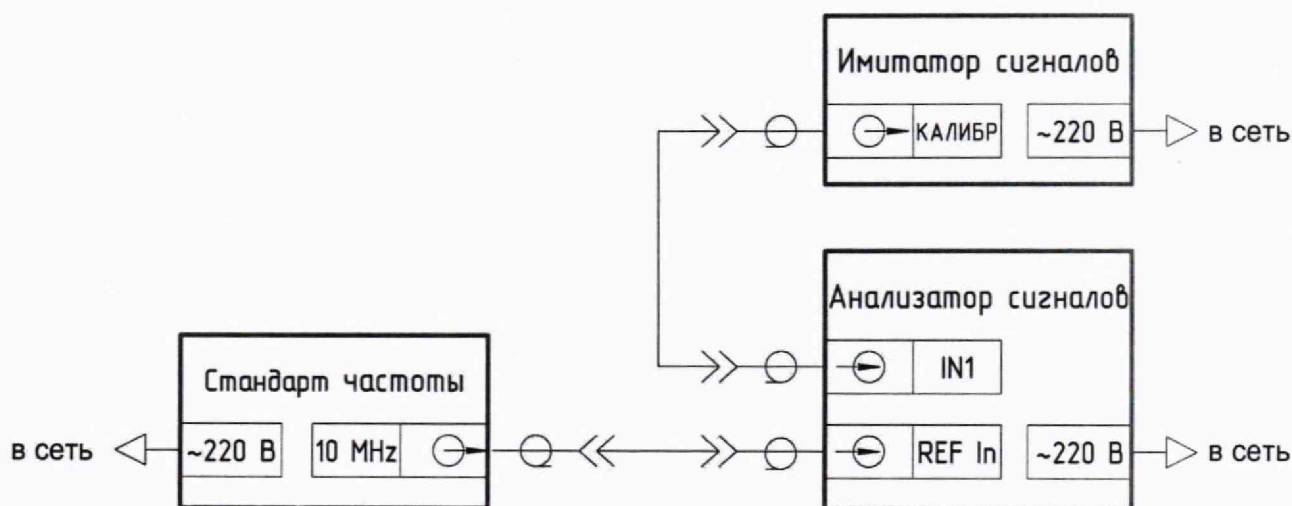 Имитатор сигналов
КАЛИБР ~220 В в сеть
Анализатор сигналов
IN1
REF In ~220 В в сеть
Стандарт частоты
в сеть ~220 В 10 MHz